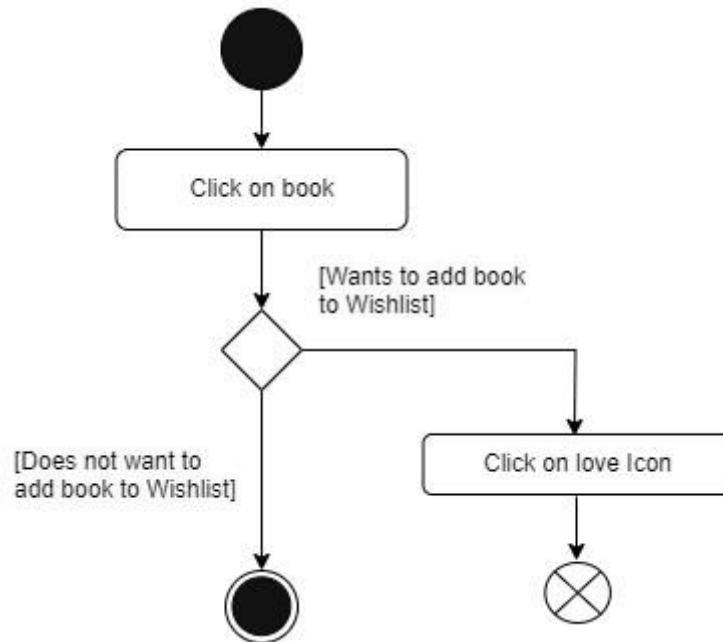 Click on book
[Wants to add book
to Wishlist]
[Does not want to
add book to Wishlist]
Click on love Icon